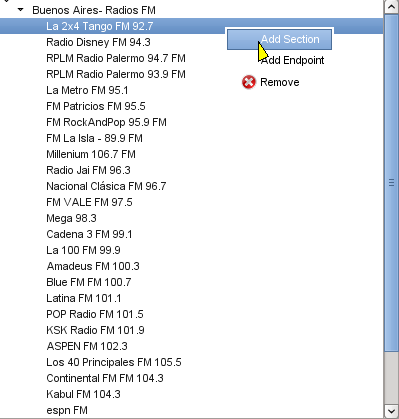 Buenos Aires- Radios FM
La 2x4 Tango FM 92.7
Add Section
Radio Disney FM 94.3
RPLM Radio Palermo 94.7 FM
Add Endpoint
RPLM Radio Palermo 93.9 FM
Remove
La Metro FM 95.1
FM Patricios FM 95.5
FM RockAndPop 95.9 FM
FM La Isla - 89.9 FM
Millenium 106.7 FM
Radio Jai FM 96.3
Nacional Clásica FM 96.7
FM VALE FM 97.5
Mega 98.3
Cadena 3 FM 99.1
La 100 FM 99.9
Amadeus FM 100.3
Blue FM FM 100.7
Latina FM 101.1
POP Radio FM 101.5
KSK Radio FM 101.9
ASPEN FM 102.3
Los 40 Principales FM 105.5
Continental FM FM 104.3
Kabul FM 104.3
espn FM